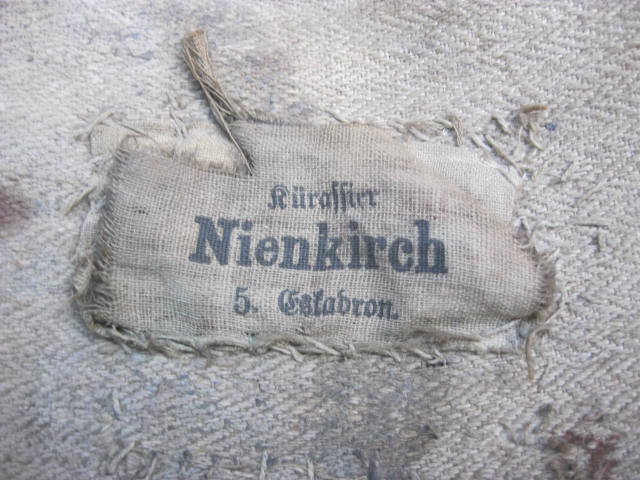 Kürassier
Nienkirch
5. Eskadron.